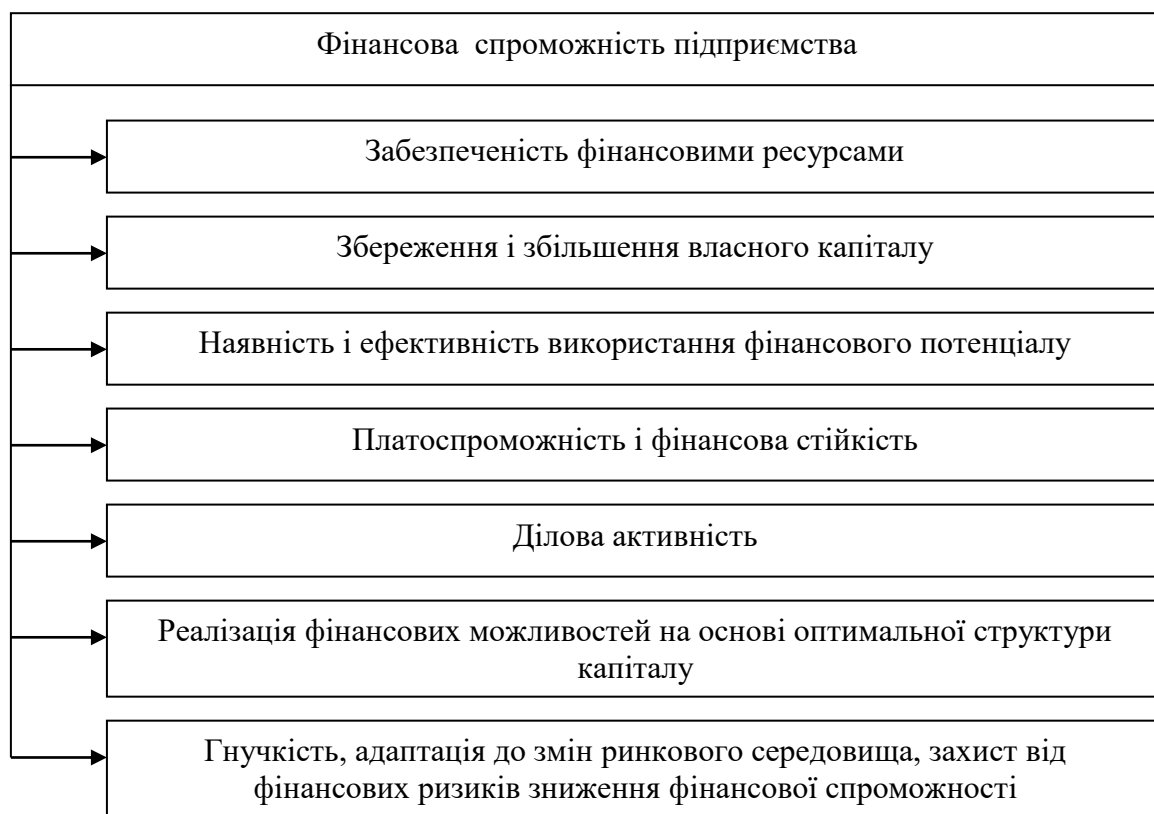 Фінансова спроможність підприємства
Забезпеченість фінансовими ресурсами
Збереження і збільшення власного капіталу
Наявність і ефективність використання фінансового потенціалу
Платоспроможність і фінансова стійкість
Ділова активність
Реалізація фінансових можливостей на основі оптимальної структури
капіталу
Гнучкість, адаптація до змін ринкового середовища, захист від
фінансових ризиків зниження фінансової спроможності